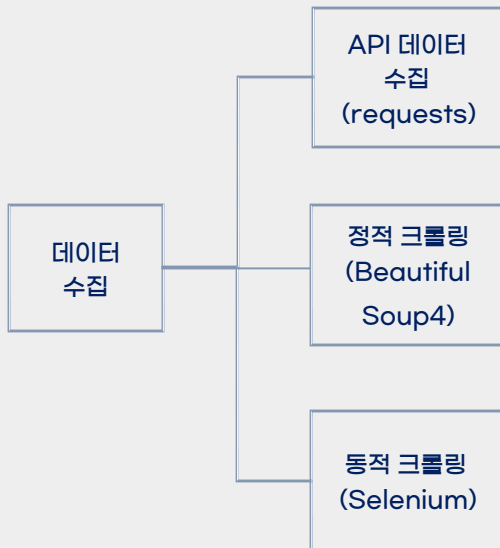 API 데이터
수집
(requests)
데이터
수집
정적 크롤링
(Beautiful
Soup4)
동적 크롤링
(Selenium)